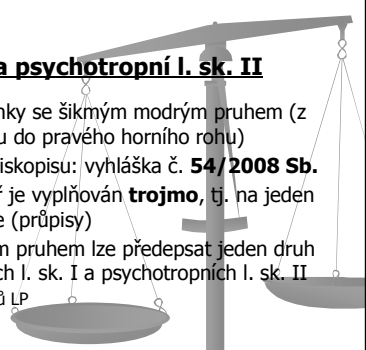 a psychotropní l. sk. II
nky se šikmým modrým pruhem (z
u do pravého horního rohu)
iskopisu: vyhláška č. 54/2008 Sb.
ř je vyplňován trojmo, tj. na jeden
e (průpisy)
m pruhem lze předepsat jeden druh
ch l. sk. I a psychotropních l. sk. II
ů LP